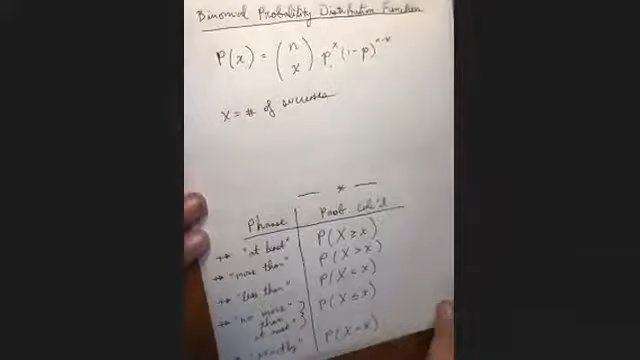 Binomial Probability Distribution Function
P(x) = (n x) p^x (1-p)^n-x
X = # of successes
— * —
Phrase Prob Calc'd
→→ "at least" P(X ≥ x)
→→ "more than" P(X > x)
→→ "less than" P(X < x)
→→ "no more than" P(X ≤ x)
at most"
"exactly" P(X = x)